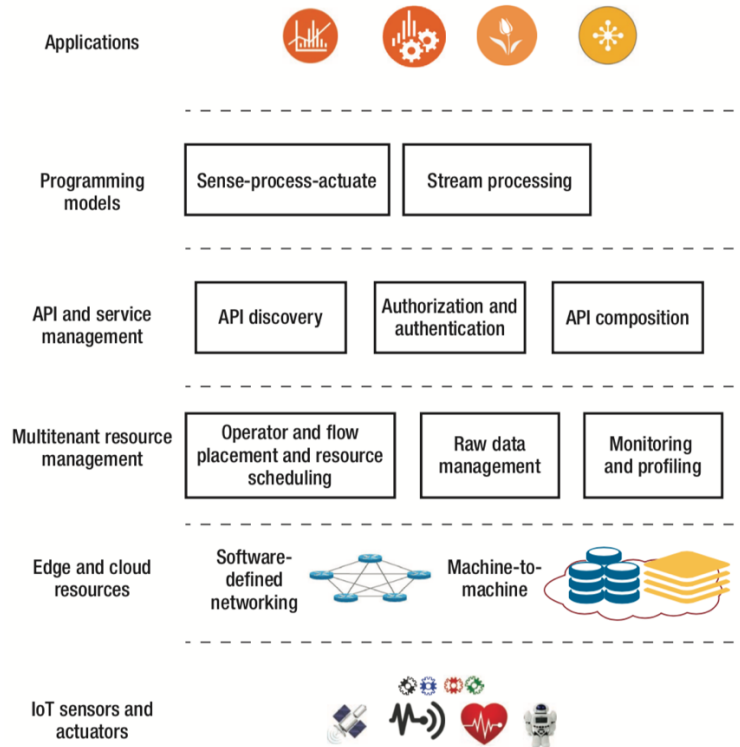 Applications
Programming
models
Sense-process-actuate
Stream processing
API and service
management
API discovery
Authorization and
authentication
API composition
Multitenant resource
management
Operator and flow
placement and resource
scheduling
Raw data
management
Monitoring
and profiling
Edge and cloud
resources
Software-
defined
networking
Machine-to-
machine
IoT sensors and
actuators